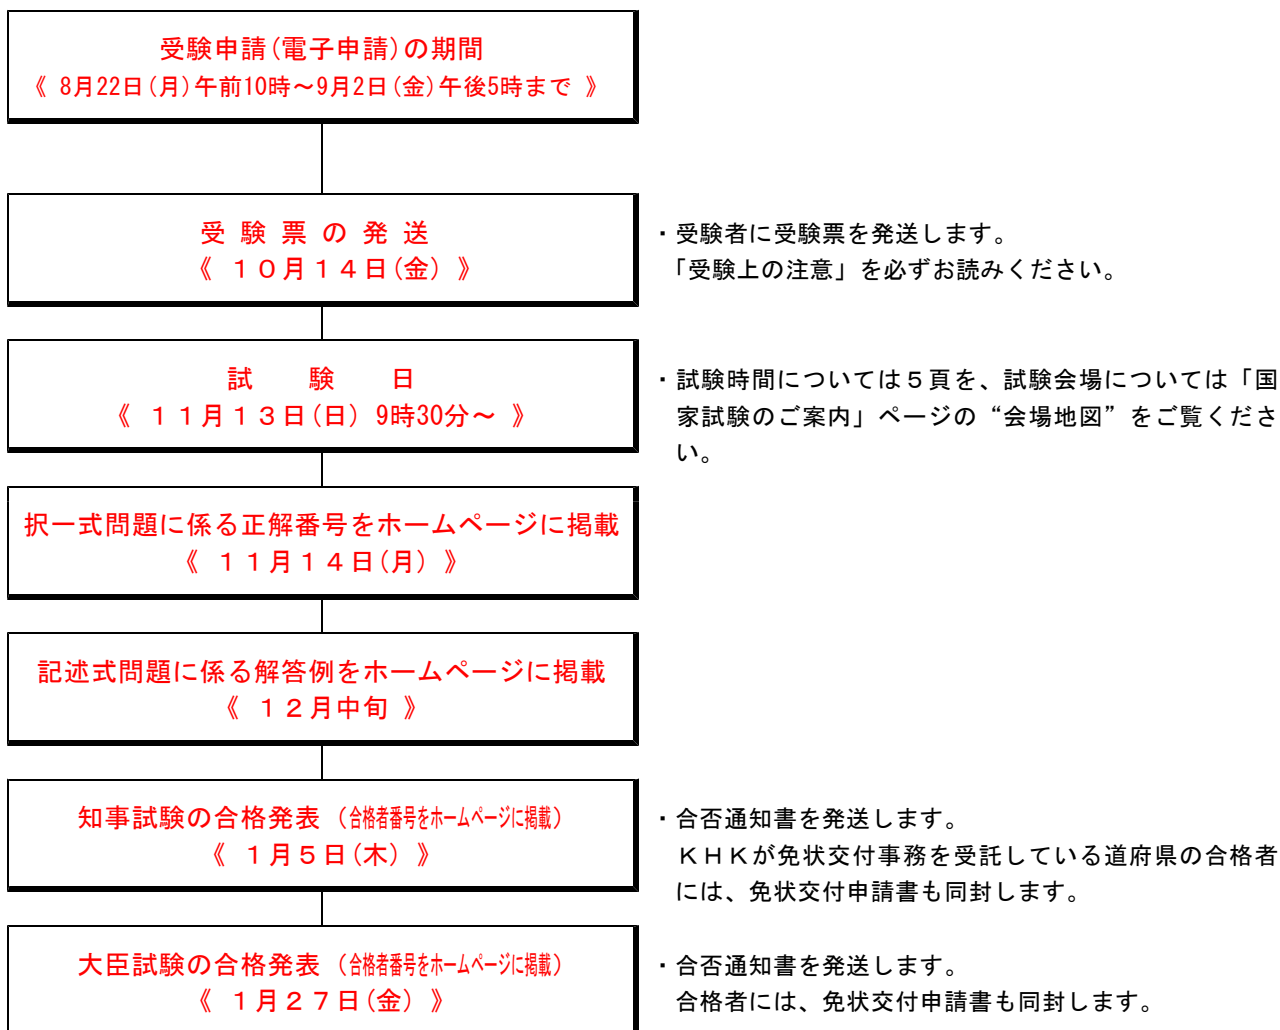 受験申請(電子申請)の期間
《 8月22日(月)午前10時～9月2日(金)午後5時まで 》
受 験 票 の 発 送
《 １０月１４日(金) 》
・受験者に受験票を発送します。
「受験上の注意」を必ずお読みください。
試　験　日
《 １１月１３日(日) 9時30分～ 》
・試験時間については５頁を、試験会場については「国
家試験のご案内」ページの“会場地図”をご覧くださ
い。
択一式問題に係る正解番号をホームページに掲載
《 １１月１４日(月) 》
記述式問題に係る解答例をホームページに掲載
《 １２月中旬 》
知事試験の合格発表（合格者番号をホームページに掲載）
《 １月５日(木) 》
・合否通知書を発送します。
ＫＨＫが免状交付事務を受託している道府県の合格者
には、免状交付申請書も同封します。
大臣試験の合格発表（合格者番号をホームページに掲載）
《 １月２７日(金) 》
・合否通知書を発送します。
合格者には、免状交付申請書も同封します。